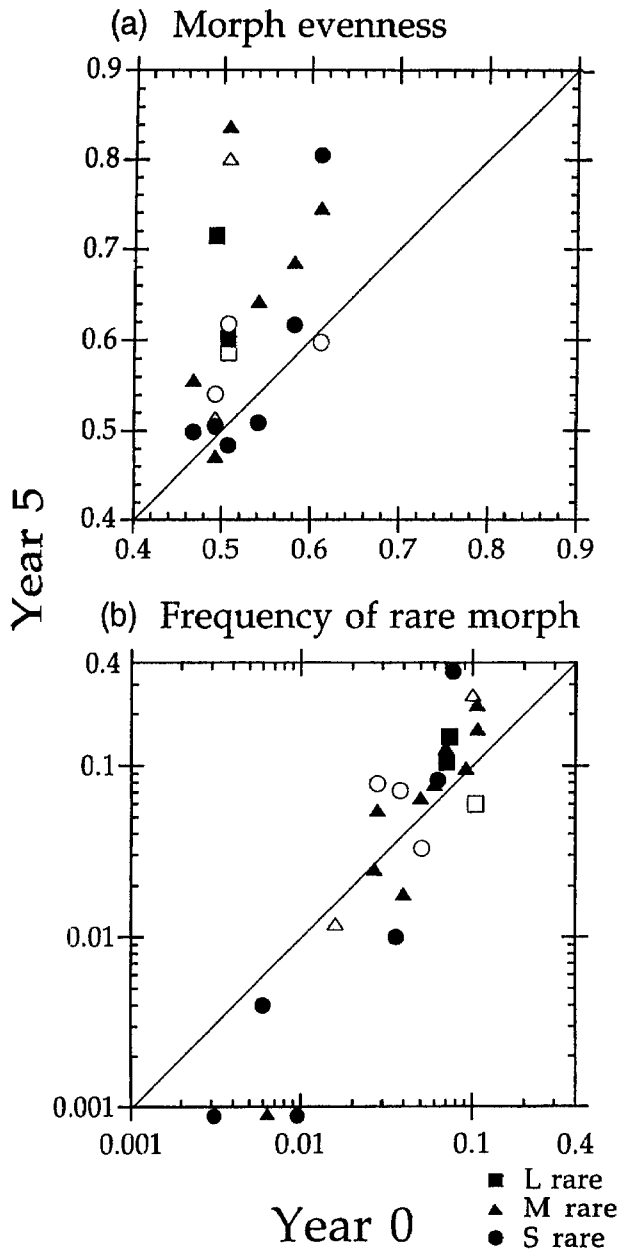 (a) Morph evenness
0.9
0.8
0.7
0.6
0.5
0.4
0.4 0.5 0.6 0.7 0.8 0.9
Year 5
(b) Frequency of rare morph
0.4
0.1
0.01
0.001
0.001 0.01 0.1 0.4
Year 0
L rare
M rare
S rare